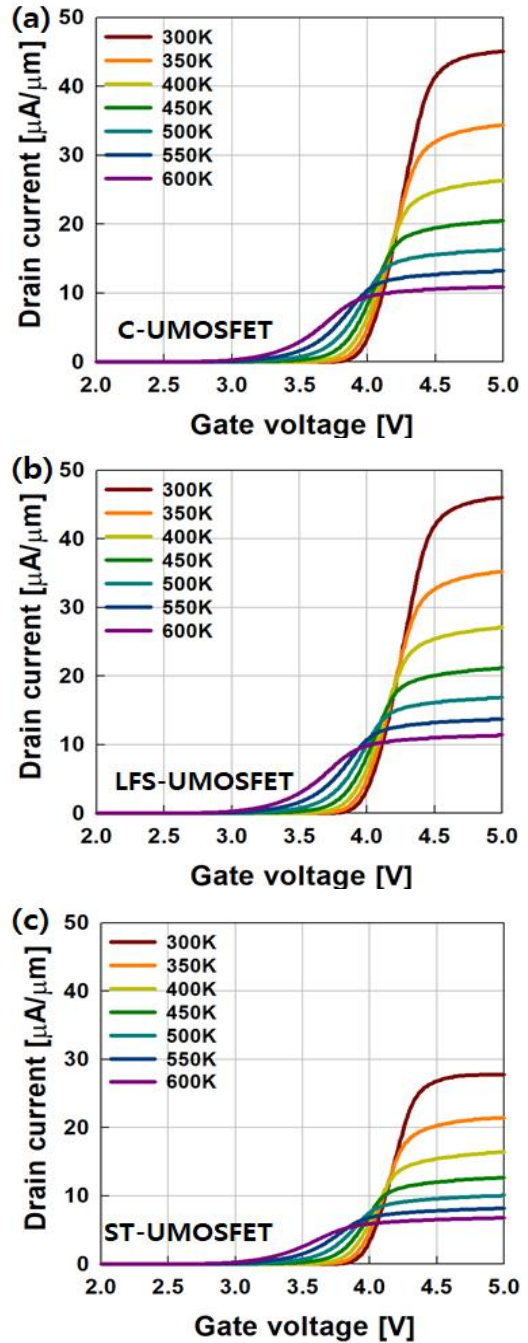 (a)
50
40
30
20
10
0
Drain current [μA/μm]
300K
350K
400K
450K
500K
550K
600K
C-UMOSFET
2.0 2.5 3.0 3.5 4.0 4.5 5.0
Gate voltage [V]
(b)
50
40
30
20
10
0
Drain current [μA/μm]
300K
350K
400K
450K
500K
550K
600K
LFS-UMOSFET
2.0 2.5 3.0 3.5 4.0 4.5 5.0
Gate voltage [V]
(c)
50
40
30
20
10
0
Drain current [μA/μm]
300K
350K
400K
450K
500K
550K
600K
ST-UMOSFET
2.0 2.5 3.0 3.5 4.0 4.5 5.0
Gate voltage [V]